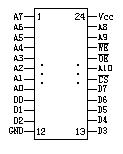 A7 1 24 Vcc
A6 A8
A5 A9
A4 WE
A3 OE
A2 A10
A1 CS
A0 D7
D0 D6
D1 D5
D2 D4
GND 12 13 D3